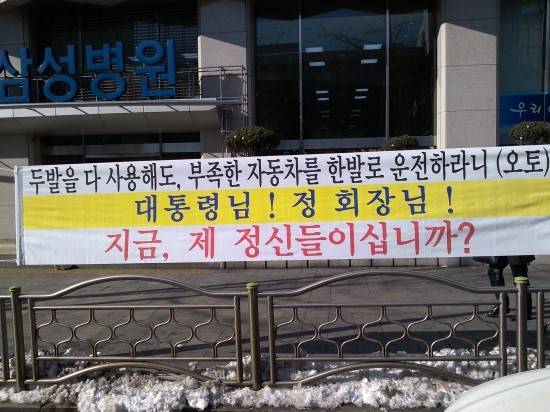 삼성병원
우리
두발을 다 사용해도, 부족한 자동차를 한발로 운전하라니 (오토)
대통령님! 정 회장님!
지금, 제 정신들이십니까?